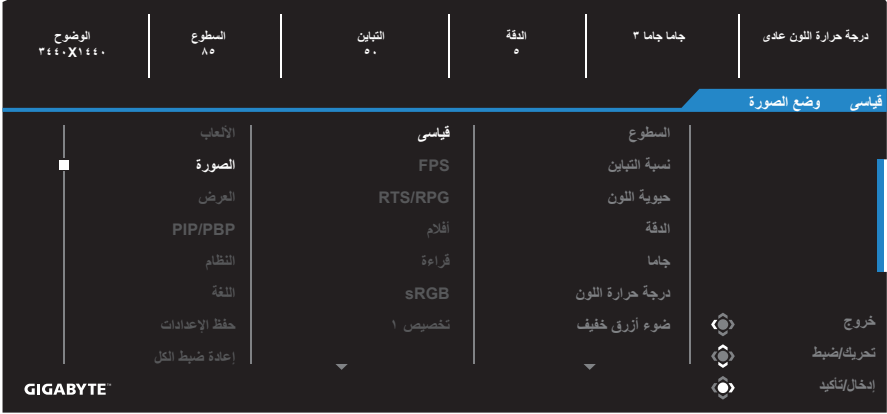 درجة حرارة اللون عادى
جاما جاما ٣
الدقة
٥
التباين
٥٠
السطوع
٨٥
الوضوح
٣٤٤٠X١٤٤٠
قياسى وضع الصورة
الألعاب
الصورة
العرض
PIP/PBP
النظام
اللغة
حفظ الإعدادات
إعادة ضبط الكل
قياسى
FPS
RTS/RPG
أفلام
قراءة
sRGB
تخصيص ١
السطوع
نسبة التباين
حيوية اللون
الدقة
جاما
درجة حرارة اللون
ضوء أزرق خفيف
خروج
تحريك/ضبط
إدخال/تأكيد
GIGABYTE™